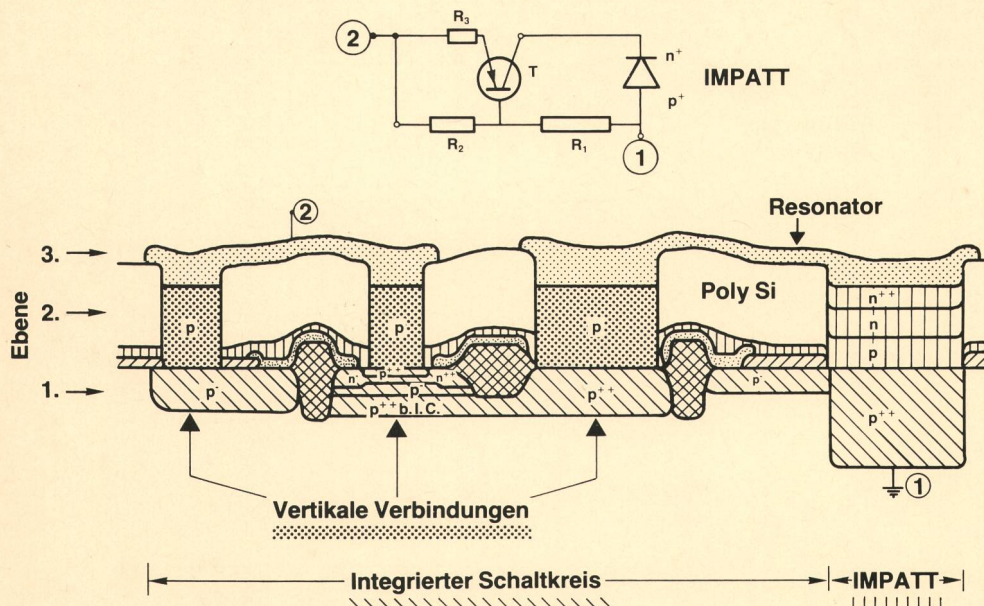 ② R₃
T
n⁺
IMPATT
p⁺
R₂ R₁
①
②
Resonator
Ebene
3.
2.
1.
Poly Si
n⁺⁺
n
p
p p p
p⁻ n⁻ p⁺⁺ n⁺⁺ p⁻ p⁺⁺ p⁻
p⁺⁺ b.I.C.
p⁺⁺
①
Vertikale Verbindungen
Integrierter Schaltkreis IMPATT